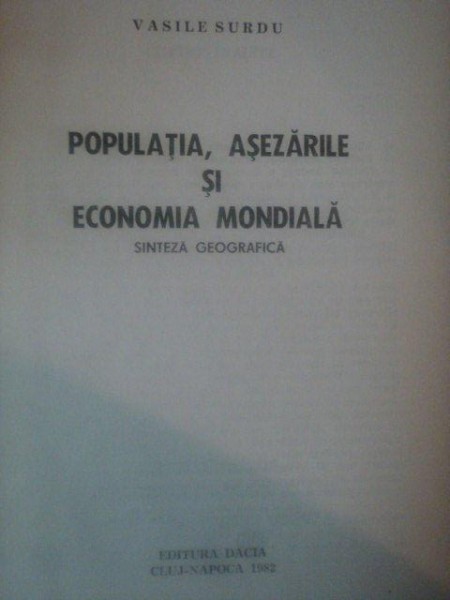 VASILE SURDU
POPULAȚIA, AȘEZĂRILE
ȘI
ECONOMIA MONDIALĂ
SINTEZĂ GEOGRAFICĂ
EDITURA DACIA
CLUJ-NAPOCA 1982